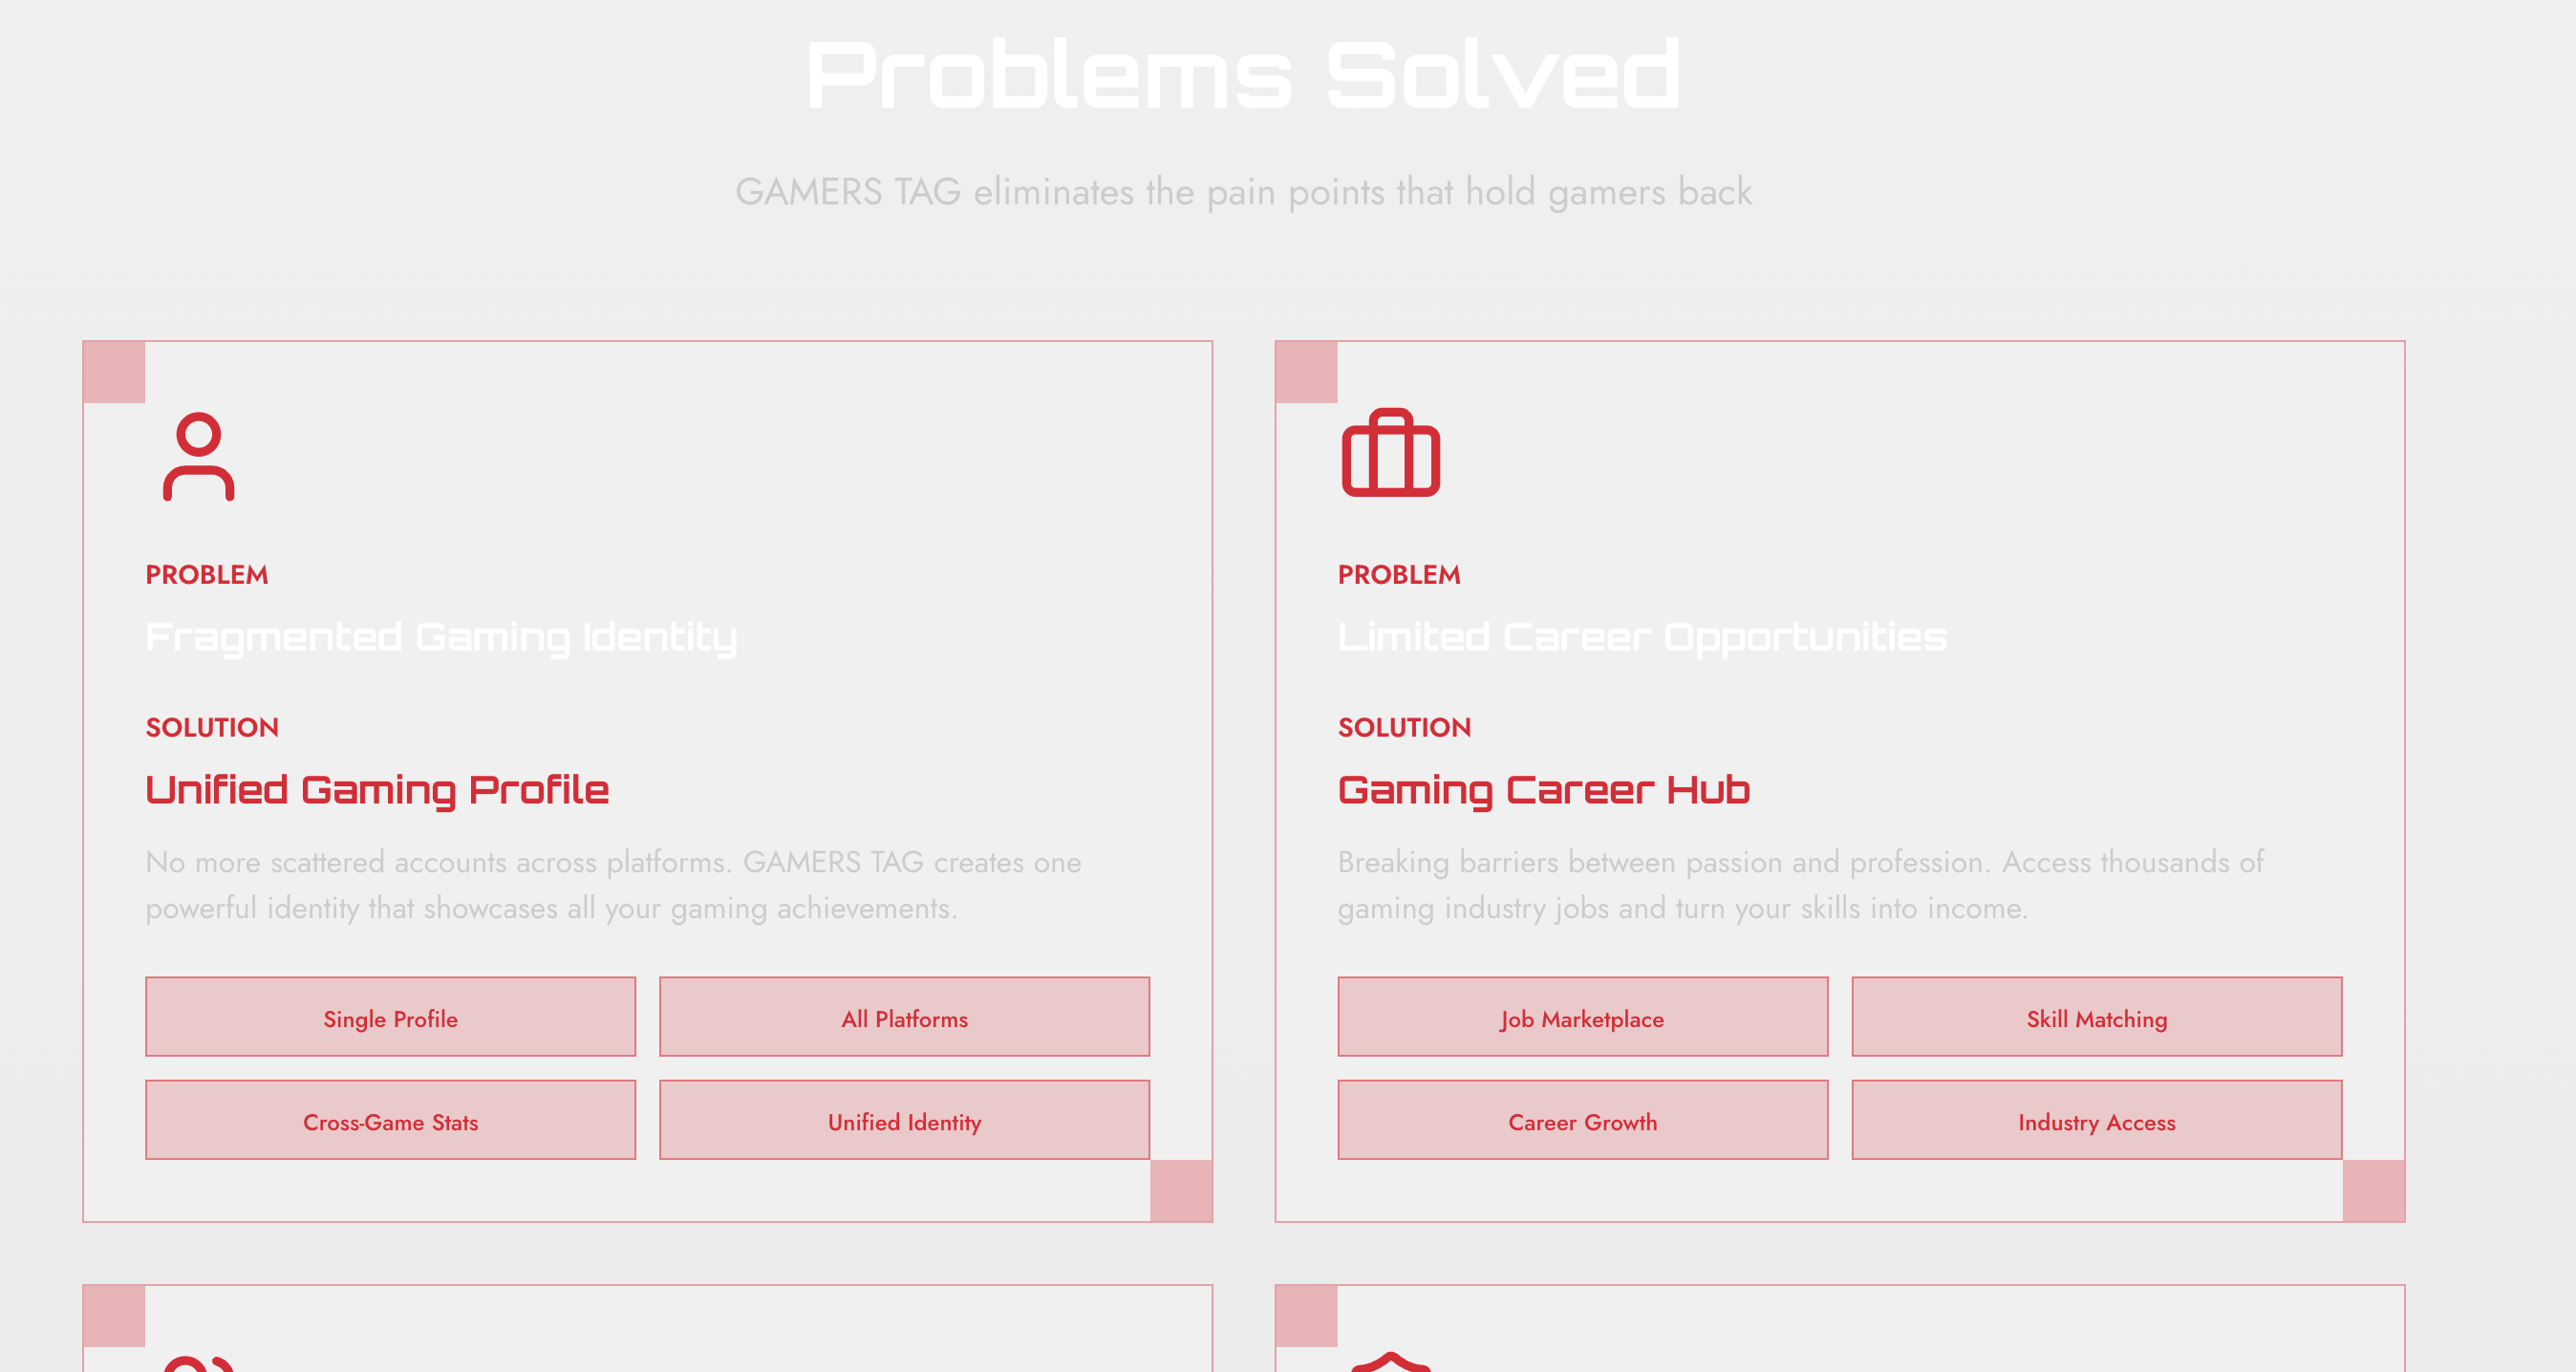 Problems Solved
GAMERS TAG eliminates the pain points that hold gamers back
PROBLEM
Fragmented Gaming Identity
SOLUTION
Unified Gaming Profile
No more scattered accounts across platforms. GAMERS TAG creates one
powerful identity that showcases all your gaming achievements.
Single Profile
All Platforms
Cross-Game Stats
Unified Identity
PROBLEM
Limited Career Opportunities
SOLUTION
Gaming Career Hub
Breaking barriers between passion and profession. Access thousands of
gaming industry jobs and turn your skills into income.
Job Marketplace
Skill Matching
Career Growth
Industry Access